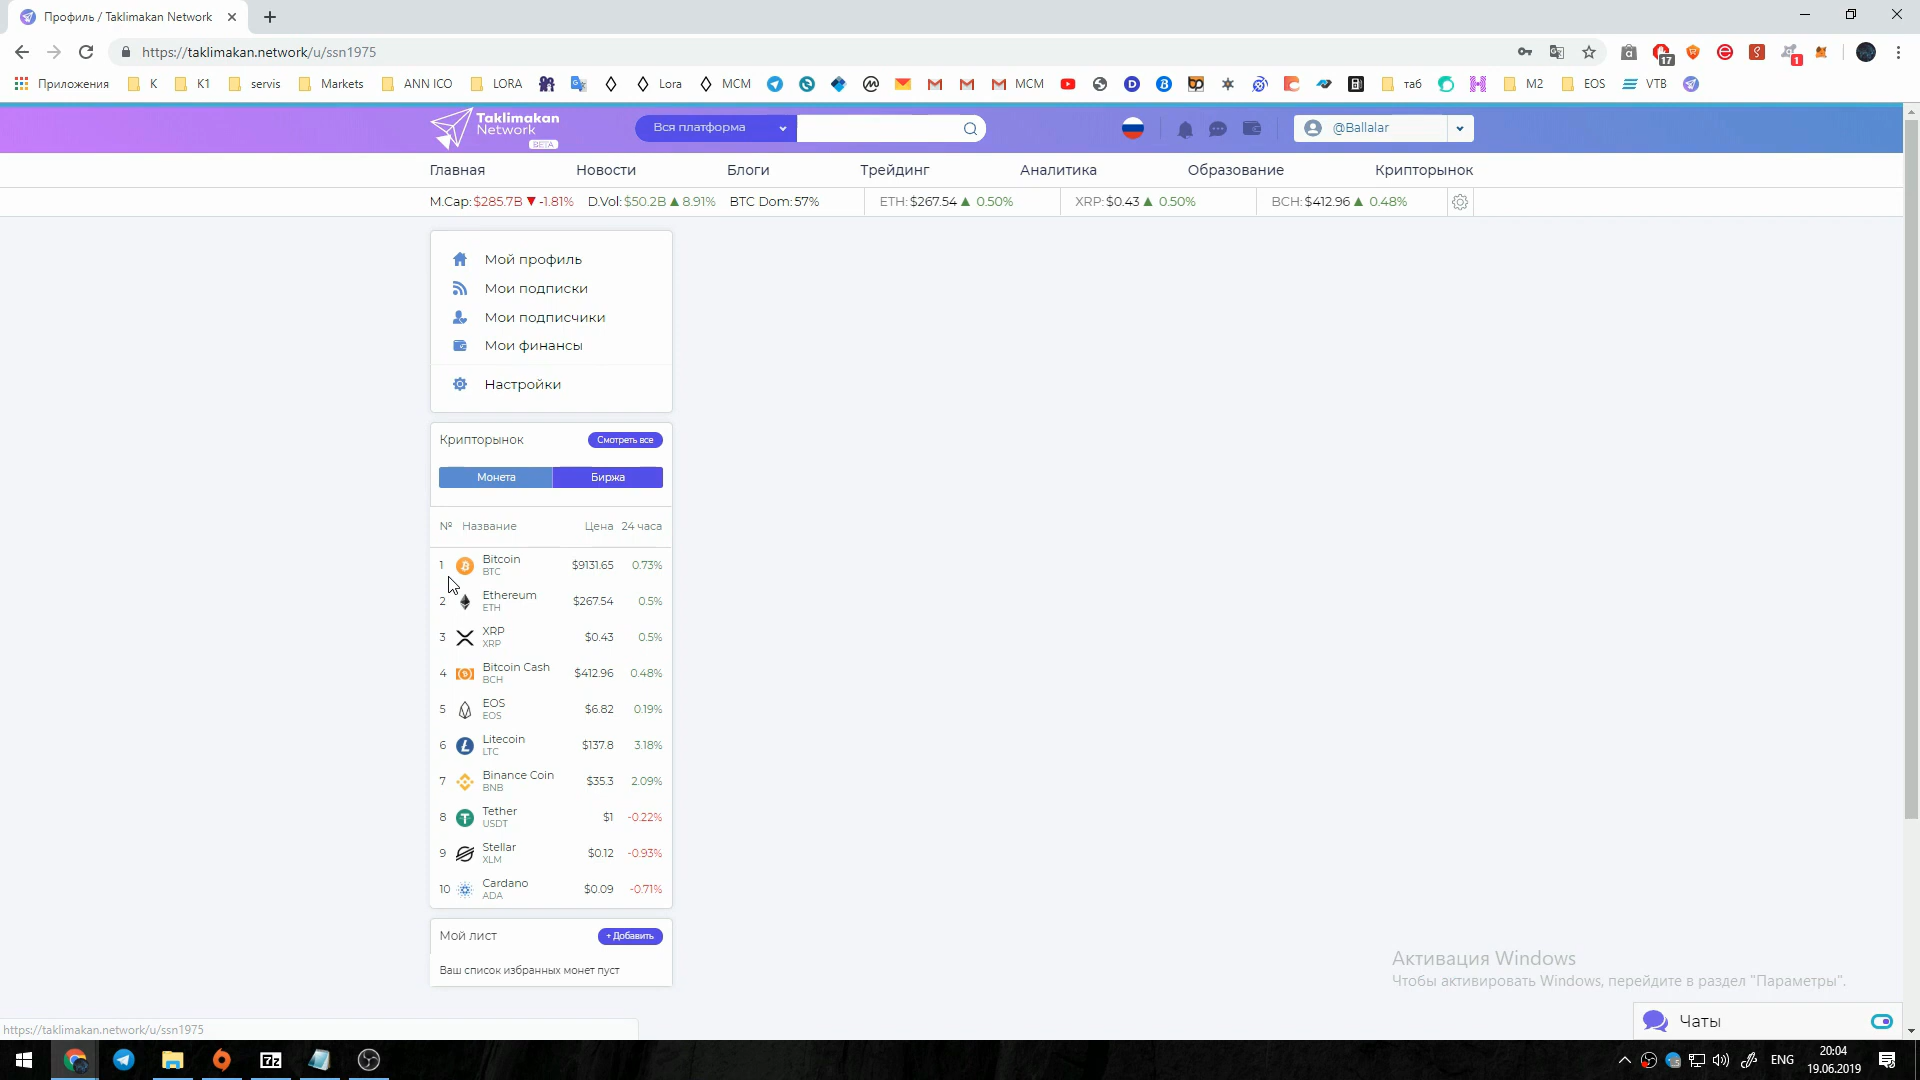 Профиль / Taklimakan Network
https://taklimakan.network/u/ssn1975
17
1
Приложения K K1 servis Markets ANN ICO LORA Lora MCM MCM таб M2 EOS VTB
Taklimakan
Network
BETA
Вся платформа
@Ballalar
Главная Новости Блоги Трейдинг Аналитика Образование Крипторынок
M.Cap: $285.7B ▼ -1.81% D.Vol: $50.2B ▲ 8.91% BTC Dom: 57% ETH: $267.54 ▲ 0.50% XRP: $0.43 ▲ 0.50% BCH: $412.96 ▲ 0.48%
Мой профиль
Мои подписки
Мои подписчики
Мои финансы
Настройки
Крипторынок Смотреть все
Монета Биржа
№ Название Цена 24 часа
1 Bitcoin $9131.65 0.73%
BTC
2 Ethereum $267.54 0.5%
ETH
3 XRP $0.43 0.5%
XRP
4 Bitcoin Cash $412.96 0.48%
BCH
5 EOS $6.82 0.19%
EOS
6 Litecoin $137.8 3.18%
LTC
7 Binance Coin $35.3 2.09%
BNB
8 Tether $1 -0.22%
USDT
9 Stellar $0.12 -0.93%
XLM
10 Cardano $0.09 -0.71%
ADA
Мой лист + Добавить
Ваш список избранных монет пуст
Активация Windows
Чтобы активировать Windows, перейдите в раздел "Параметры".
Чаты
https://taklimakan.network/u/ssn1975
7z
ENG
20:04
19.06.2019